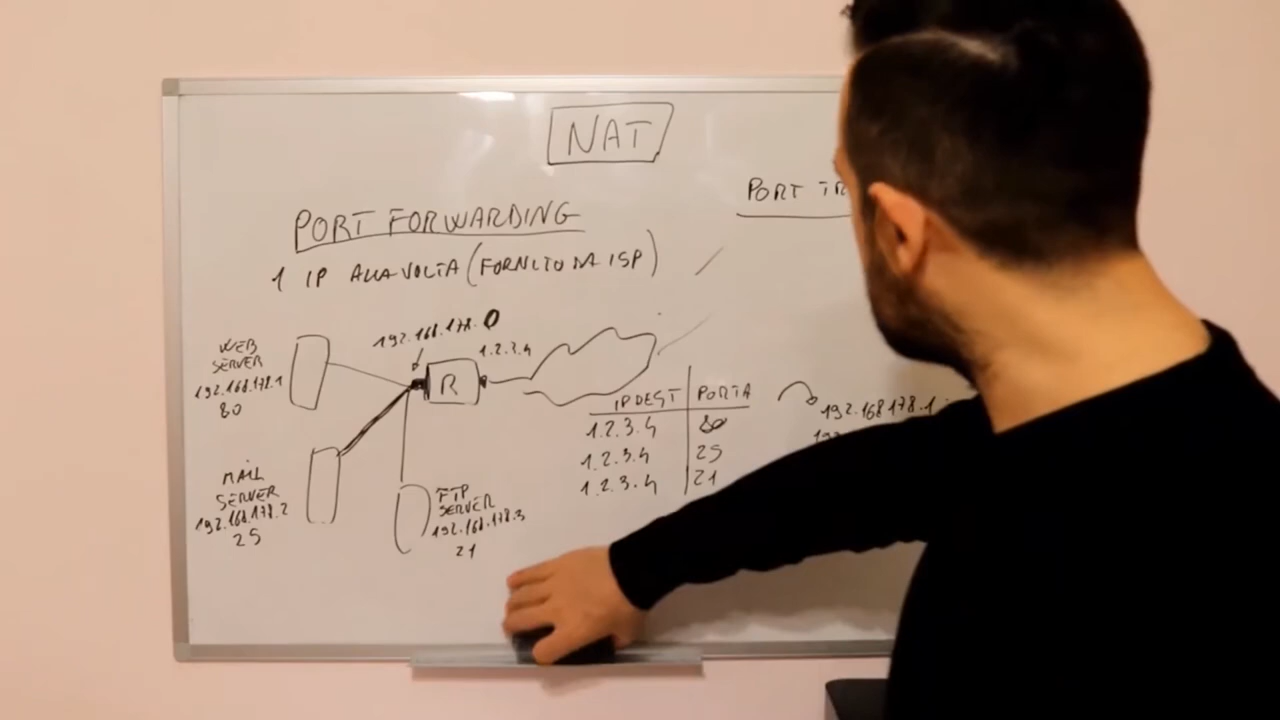 NAT
PORT TR
PORT FORWARDING
1 IP ALLA VOLTA (FORNITO DA ISP)
192.168.178.0
1.2.3.4
R
WEB
SERVER
192.168.178.1
80
MAIL
SERVER
192.168.178.2
25
FTP
SERVER
192.168.178.3
21
IP DEST PORTA
1.2.3.4 80
1.2.3.4 25
1.2.3.4 21
192.168 178.1